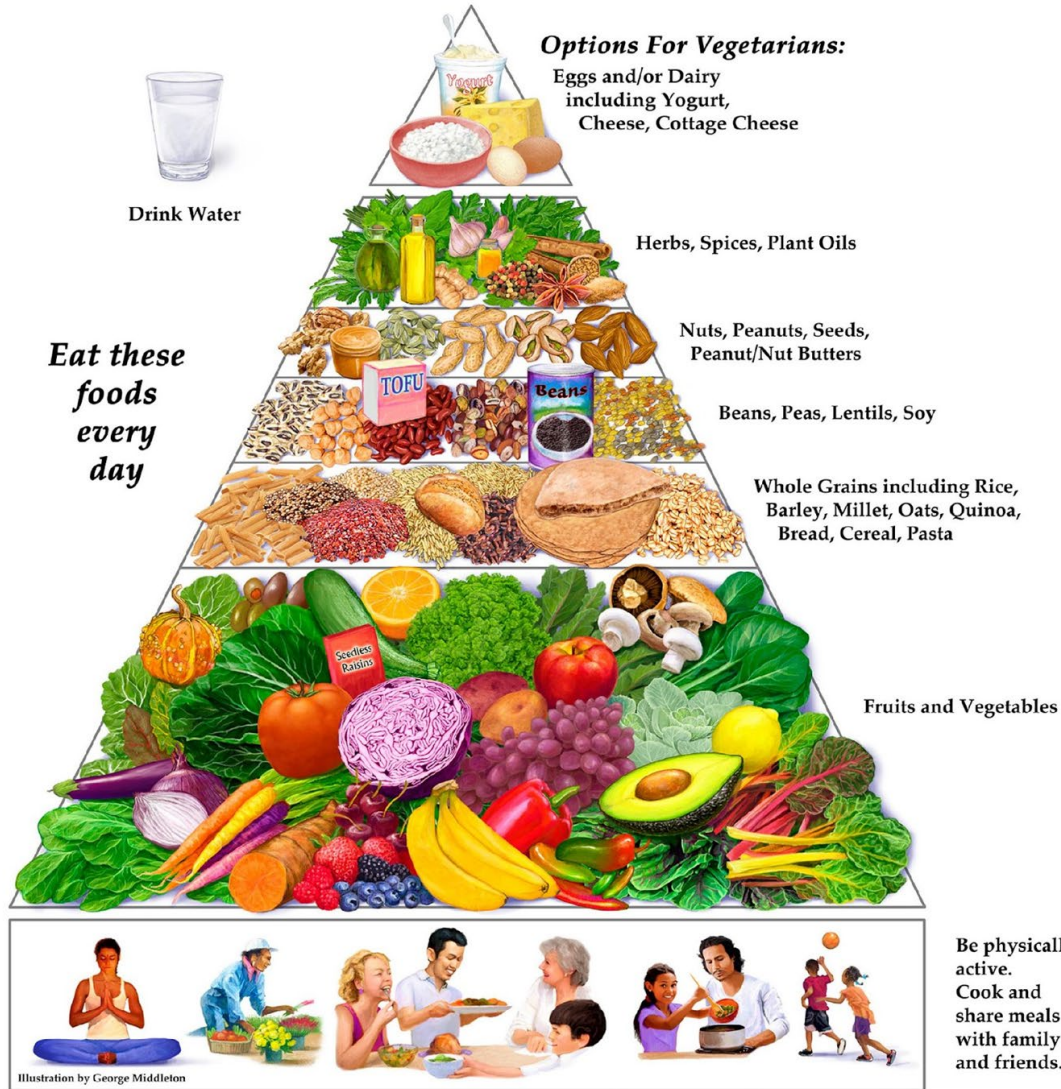 Options For Vegetarians:
Eggs and/or Dairy
including Yogurt,
Cheese, Cottage Cheese
Yogurt
Drink Water
Herbs, Spices, Plant Oils
Nuts, Peanuts, Seeds,
Peanut/Nut Butters
Eat these
foods
every
day
TOFU
Beans
Beans, Peas, Lentils, Soy
Whole Grains including Rice,
Barley, Millet, Oats, Quinoa,
Bread, Cereal, Pasta
Seedless
Raisins
Fruits and Vegetables
Be physicall
active.
Cook and
share meals
with family
and friends.
Illustration by George Middleton